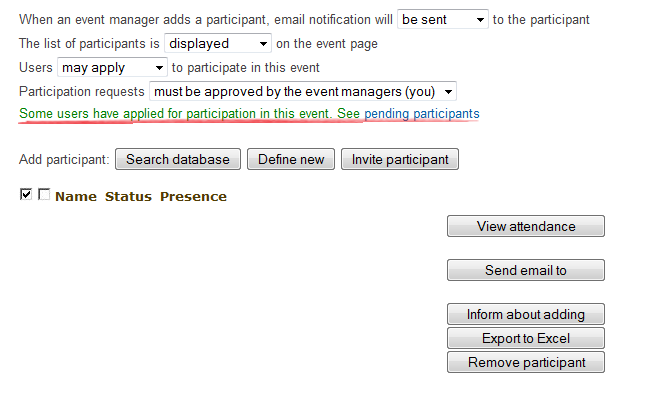 When an event manager adds a participant, email notification will be sent to the participant
The list of participants is displayed on the event page
Users may apply to participate in this event
Participation requests must be approved by the event managers (you)
Some users have applied for participation in this event. See pending participants
Add participant: Search database Define new Invite participant
Name Status Presence
View attendance
Send email to
Inform about adding
Export to Excel
Remove participant